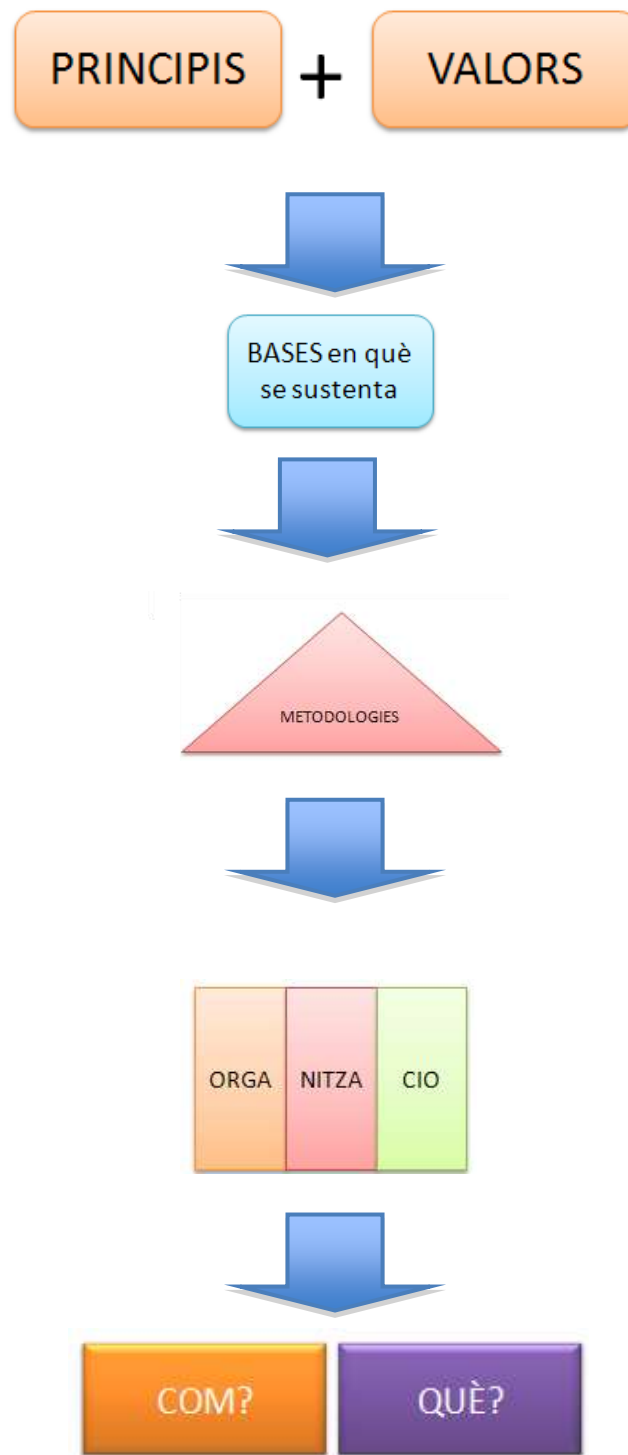 PRINCIPIS + VALORS
BASES en què
se sustenta
METODOLOGIES
ORGA NITZA CIO
COM? QUÈ?